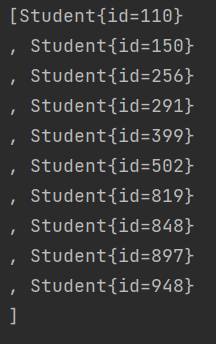 [Student{id=110}
, Student{id=150}
, Student{id=256}
, Student{id=291}
, Student{id=399}
, Student{id=502}
, Student{id=819}
, Student{id=848}
, Student{id=897}
, Student{id=948}
]